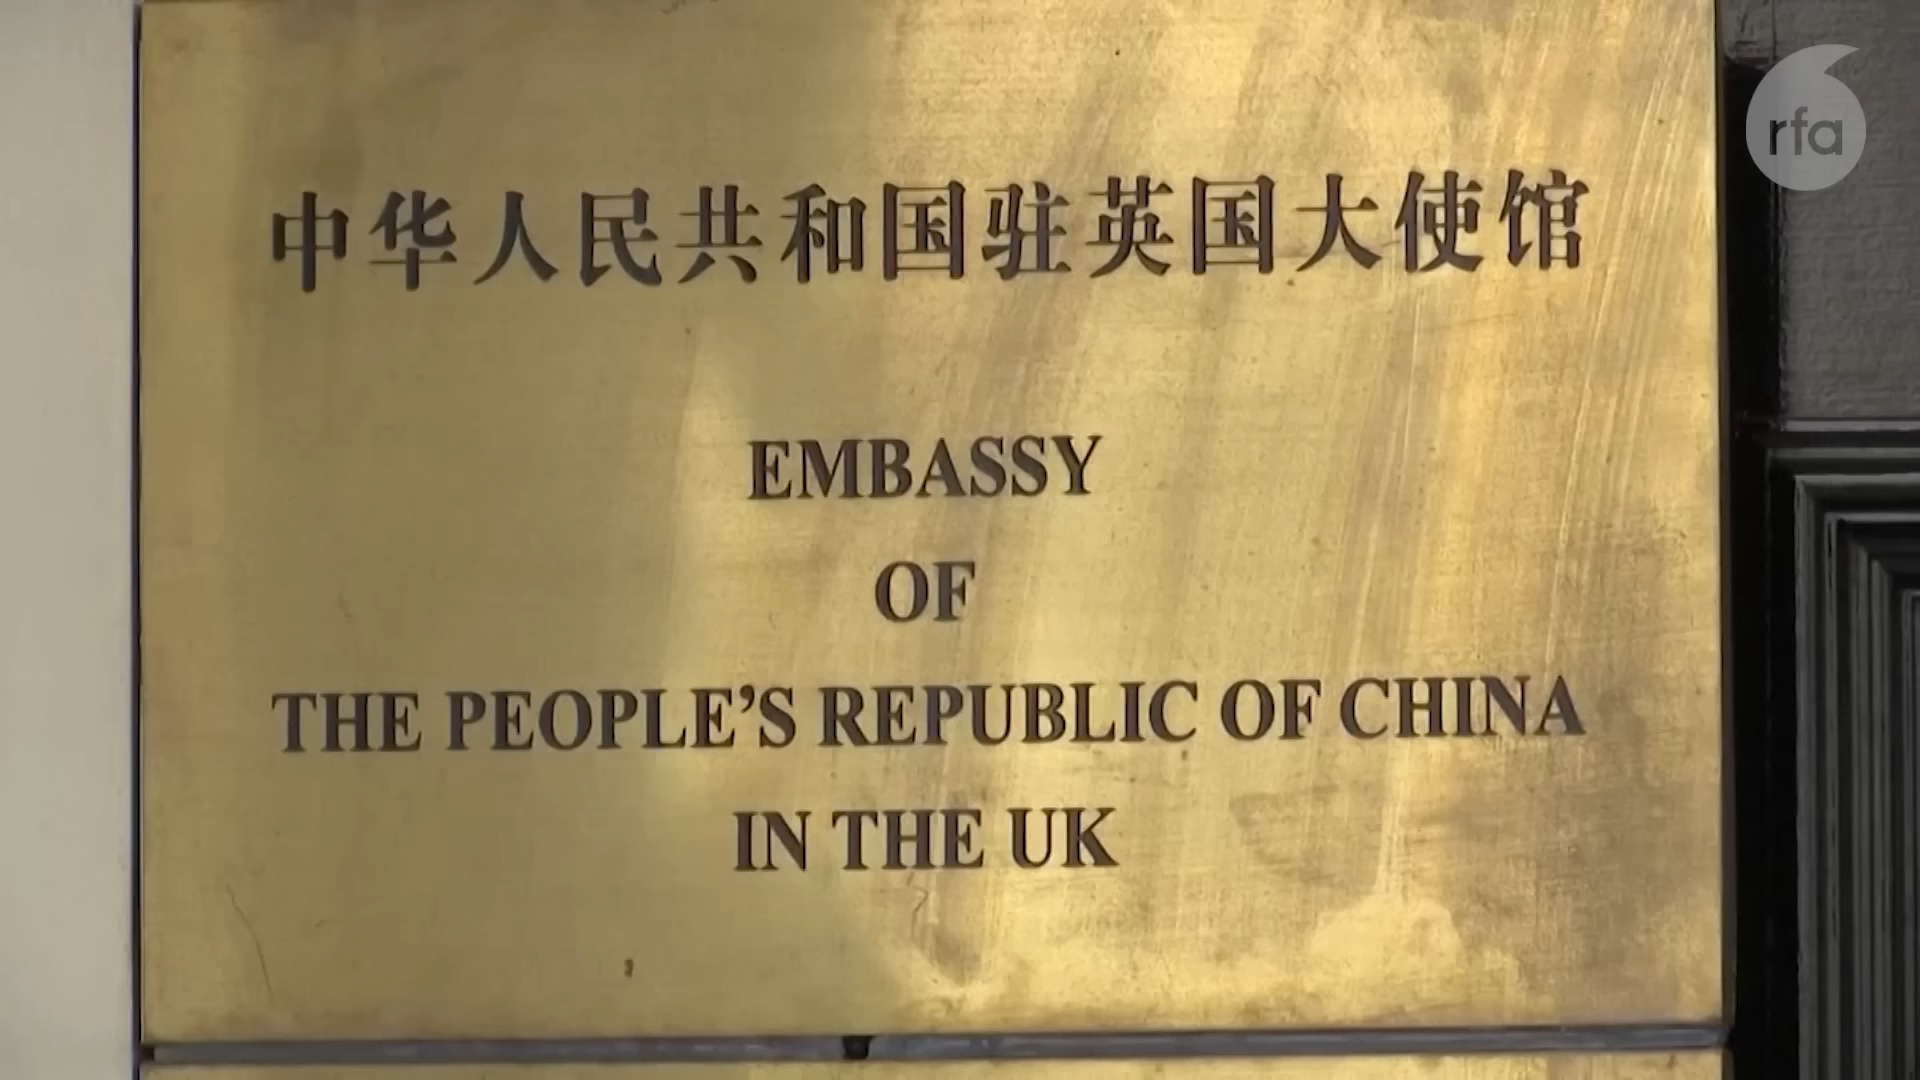 rfa
中华人民共和国驻英国大使馆
EMBASSY
OF
THE PEOPLE'S REPUBLIC OF CHINA
IN THE UK